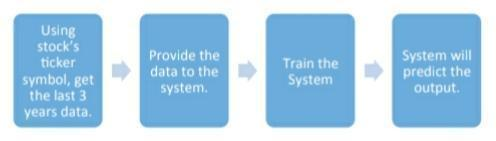 Using
stock's
ticker
symbol, get
the last 3
years data.
Provide the
data to the
system.
Train the
System
System will
predict the
output.